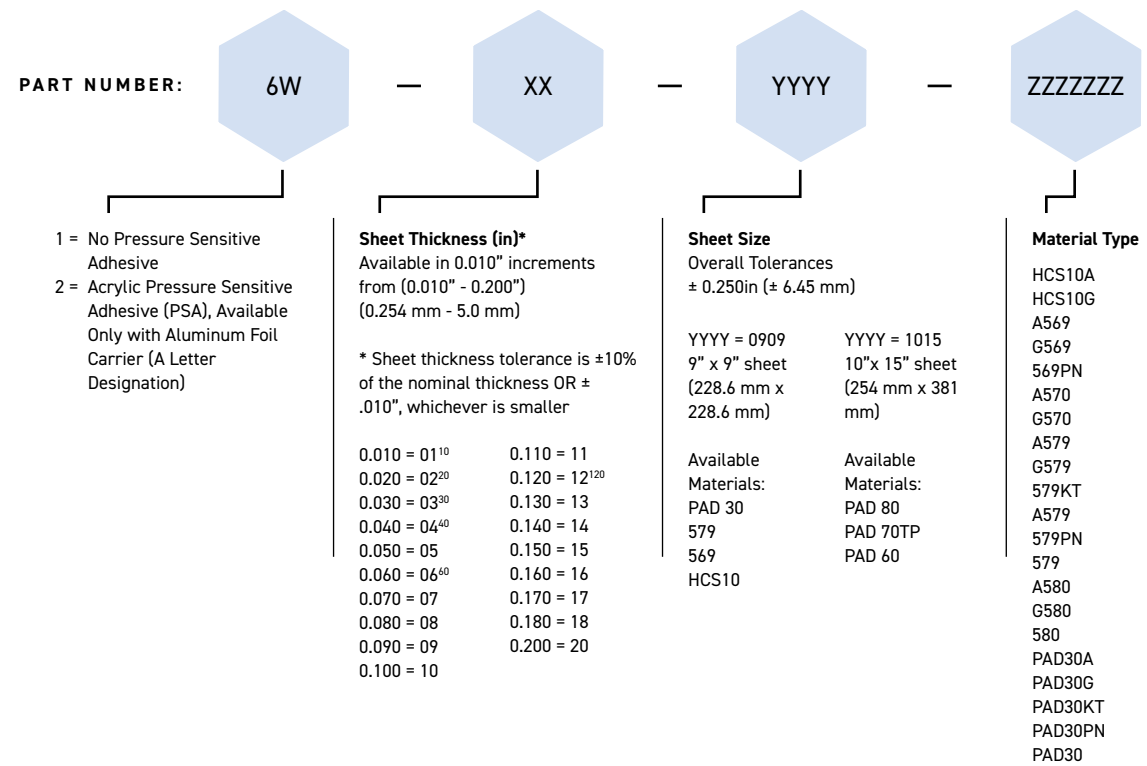 PART NUMBER:
6W — XX — YYYY — ZZZZZZZ
1 = No Pressure Sensitive
Adhesive
2 = Acrylic Pressure Sensitive
Adhesive (PSA), Available
Only with Aluminum Foil
Carrier (A Letter
Designation)
Sheet Thickness (in)*
Available in 0.010” increments
from (0.010” - 0.200”)
(0.254 mm - 5.0 mm)
* Sheet thickness tolerance is ±10%
of the nominal thickness OR ±
.010”, whichever is smaller
0.010 = 01¹⁰
0.020 = 02²⁰
0.030 = 03³⁰
0.040 = 04⁴⁰
0.050 = 05
0.060 = 06⁶⁰
0.070 = 07
0.080 = 08
0.090 = 09
0.100 = 10
0.110 = 11
0.120 = 12¹²⁰
0.130 = 13
0.140 = 14
0.150 = 15
0.160 = 16
0.170 = 17
0.180 = 18
0.200 = 20
Sheet Size
Overall Tolerances
± 0.250in (± 6.45 mm)
YYYY = 0909
9” x 9” sheet
(228.6 mm x
228.6 mm)
Available
Materials:
PAD 30
579
569
HCS10
YYYY = 1015
10”x 15” sheet
(254 mm x 381
mm)
Available
Materials:
PAD 80
PAD 70TP
PAD 60
Material Type
HCS10A
HCS10G
A569
G569
569PN
A570
G570
A579
G579
579KT
A579
579PN
579
A580
G580
580
PAD30A
PAD30G
PAD30KT
PAD30PN
PAD30